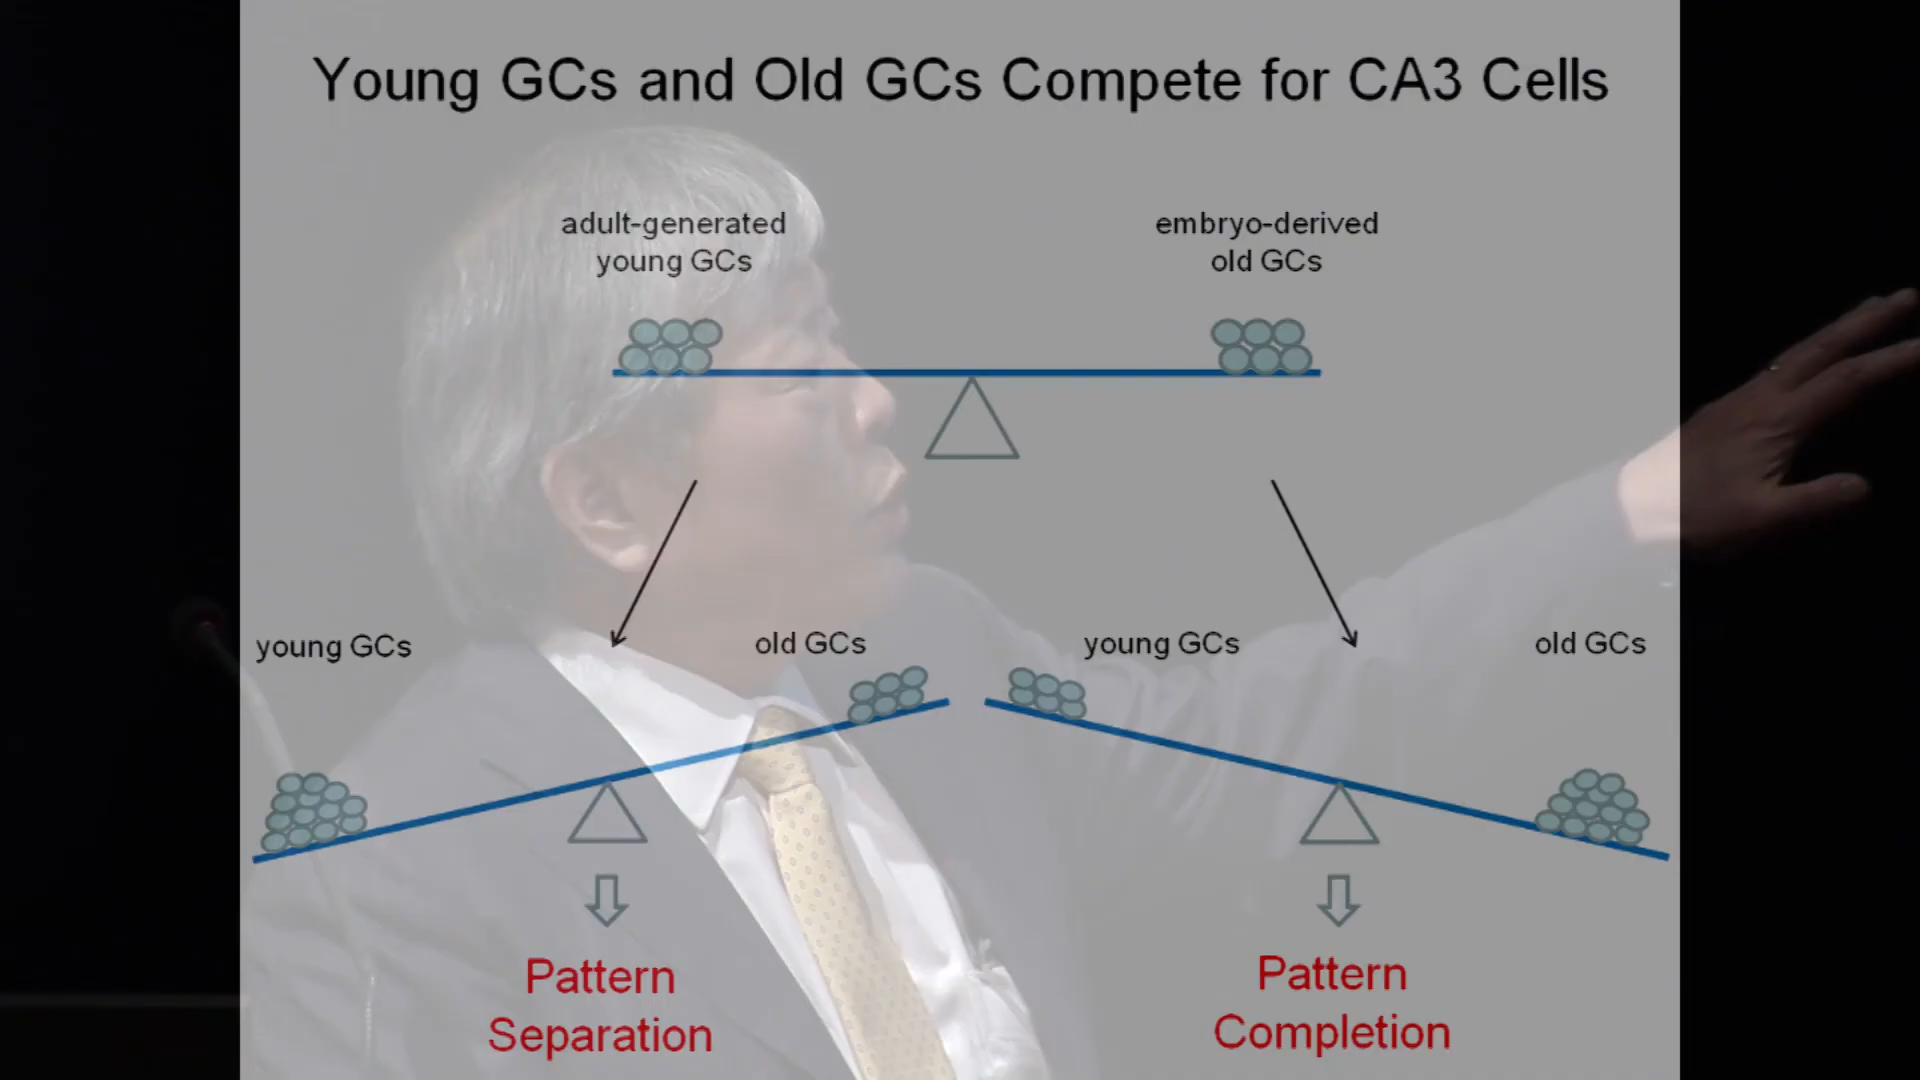 Young GCs and Old GCs Compete for CA3 Cells
adult-generated
young GCs
embryo-derived
old GCs
young GCs
old GCs
young GCs
old GCs
Pattern
Separation
Pattern
Completion